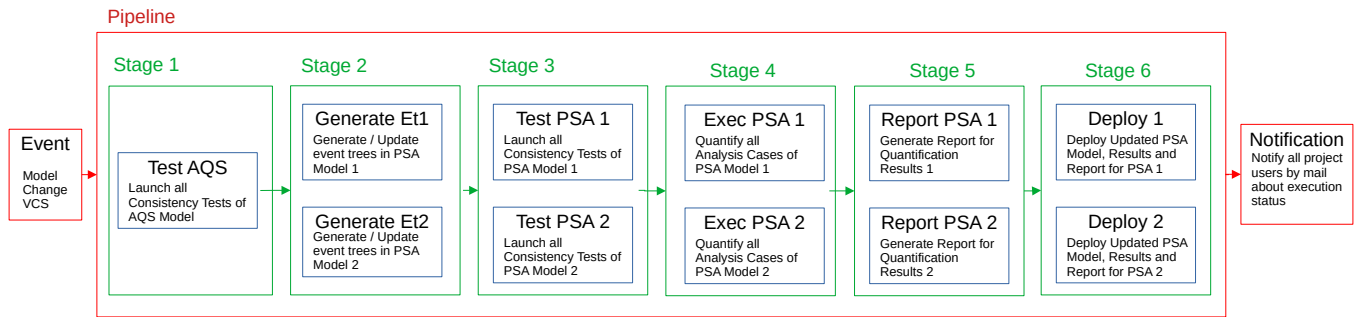 Pipeline
Stage 1
Stage 2
Stage 3
Stage 4
Stage 5
Stage 6
Event
Model
Change
VCS
Test AQS
Launch all
Consistency Tests of
AQS Model
Generate Et1
Generate / Update
event trees in PSA
Model 1
Generate Et2
Generate / Update
event trees in PSA
Model 2
Test PSA 1
Launch all
Consistency Tests of
PSA Model 1
Test PSA 2
Launch all
Consistency Tests of
PSA Model 2
Exec PSA 1
Quantify all
Analysis Cases of
PSA Model 1
Exec PSA 2
Quantify all
Analysis Cases of
PSA Model 2
Report PSA 1
Generate Report for
Quantification
Results 1
Report PSA 2
Generate Report for
Quantification
Results 2
Deploy 1
Deploy Updated PSA
Model, Results and
Report for PSA 1
Deploy 2
Deploy Updated PSA
Model, Results and
Report for PSA 2
Notification
Notify all project
users by mail
about execution
status